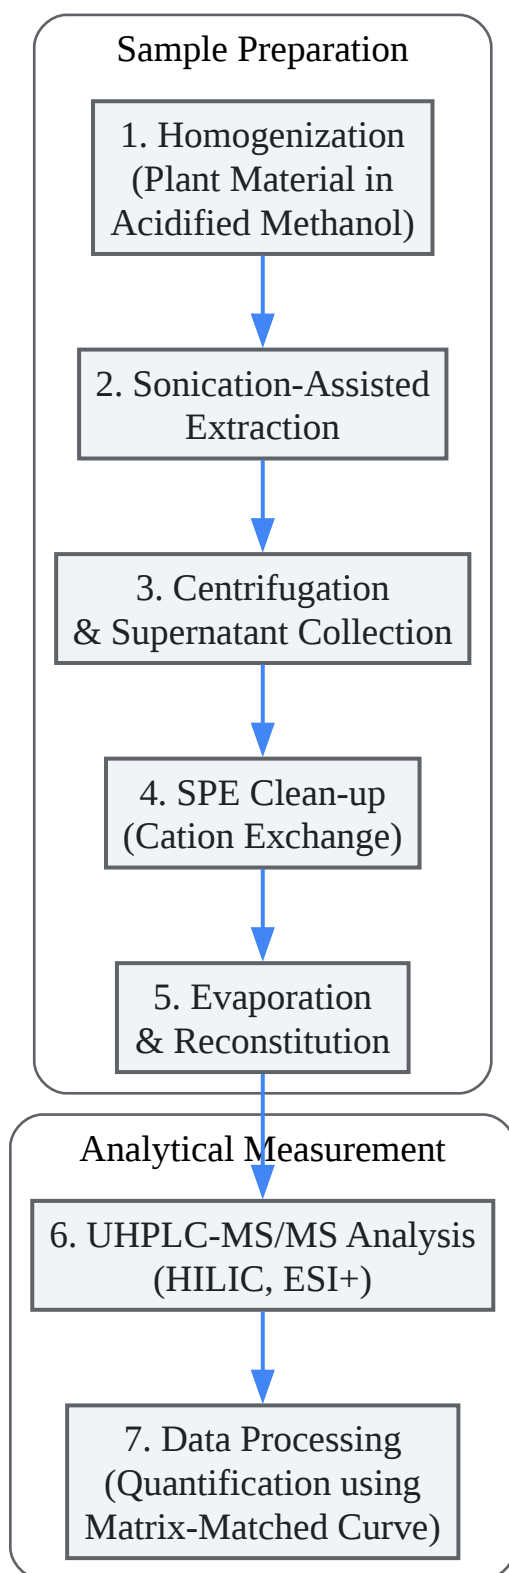 Sample Preparation
1. Homogenization
(Plant Material in
Acidified Methanol)
2. Sonication-Assisted
Extraction
3. Centrifugation
& Supernatant Collection
4. SPE Clean-up
(Cation Exchange)
5. Evaporation
& Reconstitution
Analytical Measurement
6. UHPLC-MS/MS Analysis
(HILIC, ESI+)
7. Data Processing
(Quantification using
Matrix-Matched Curve)